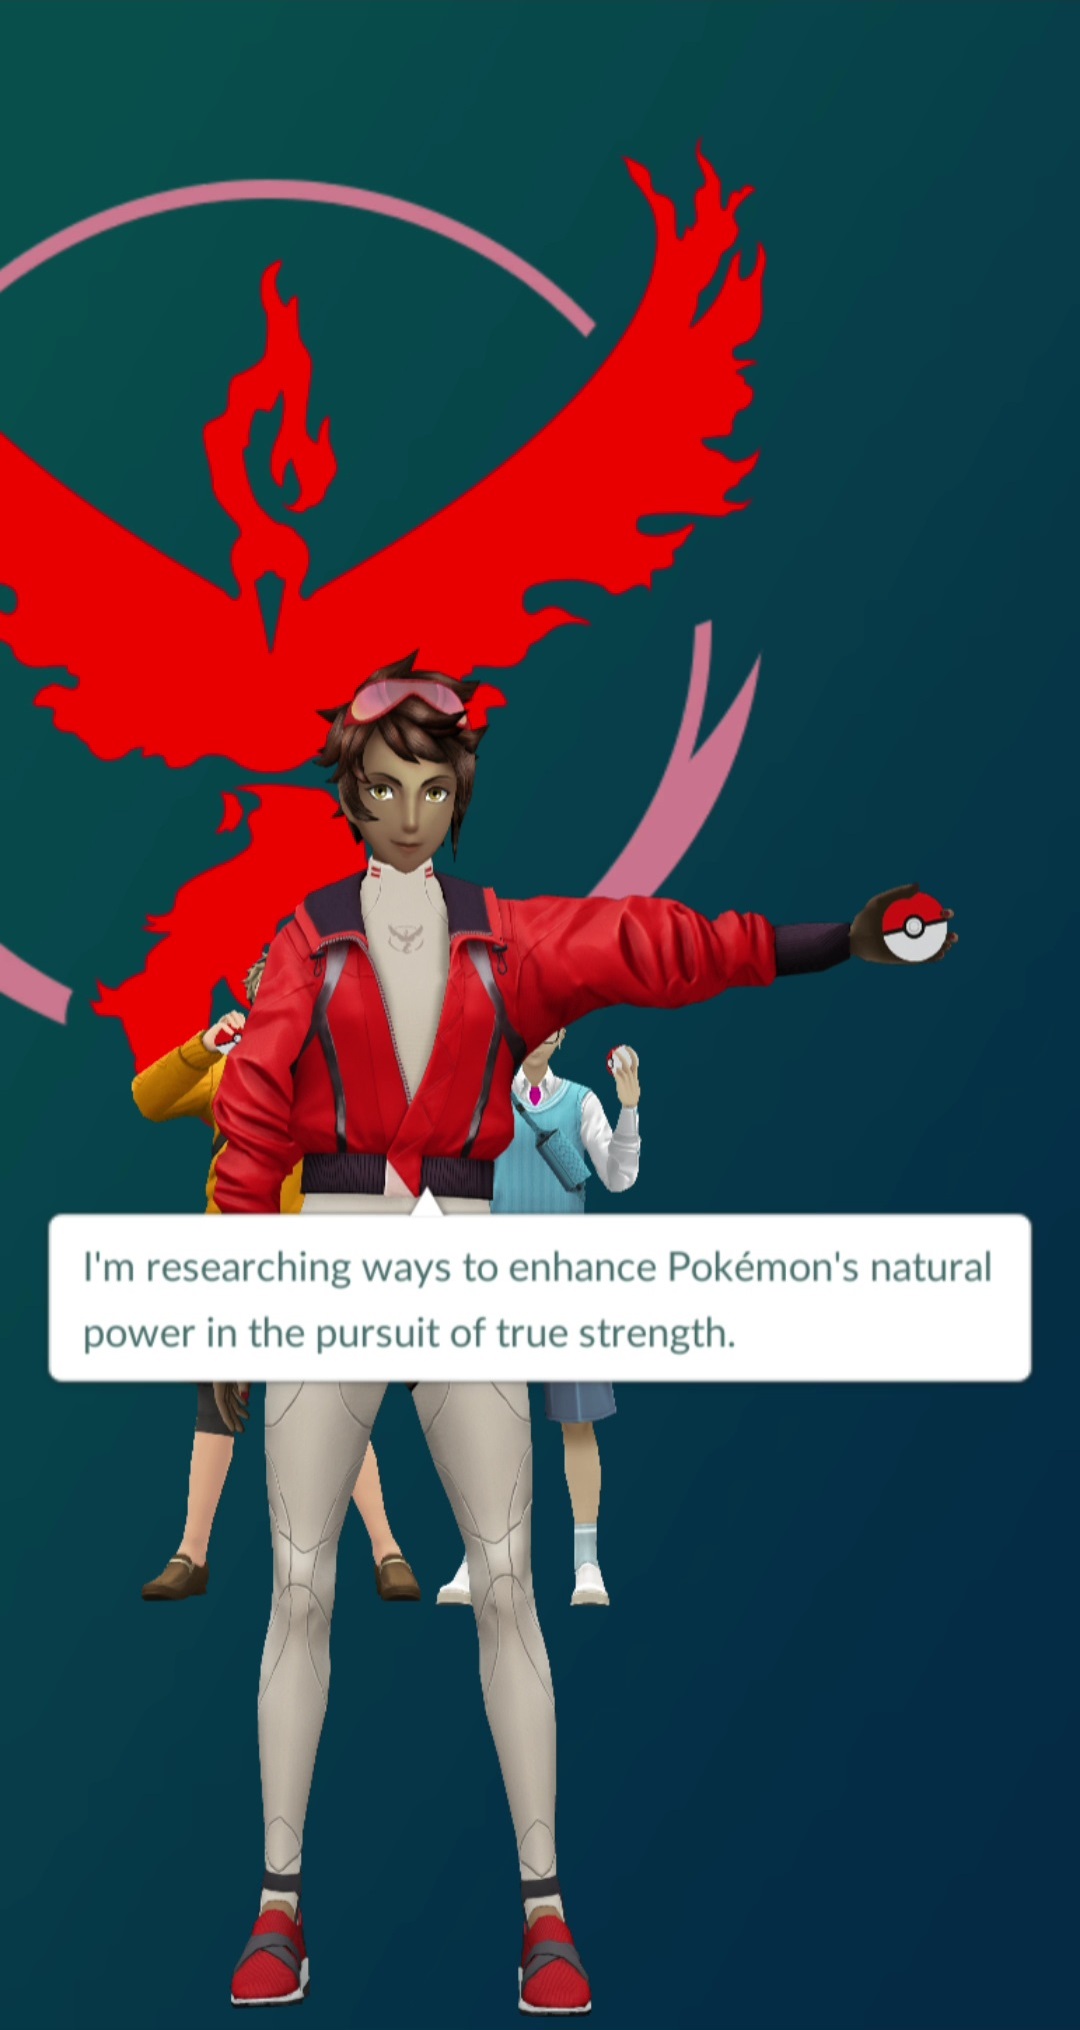 I'm researching ways to enhance Pokémon's natural
power in the pursuit of true strength.